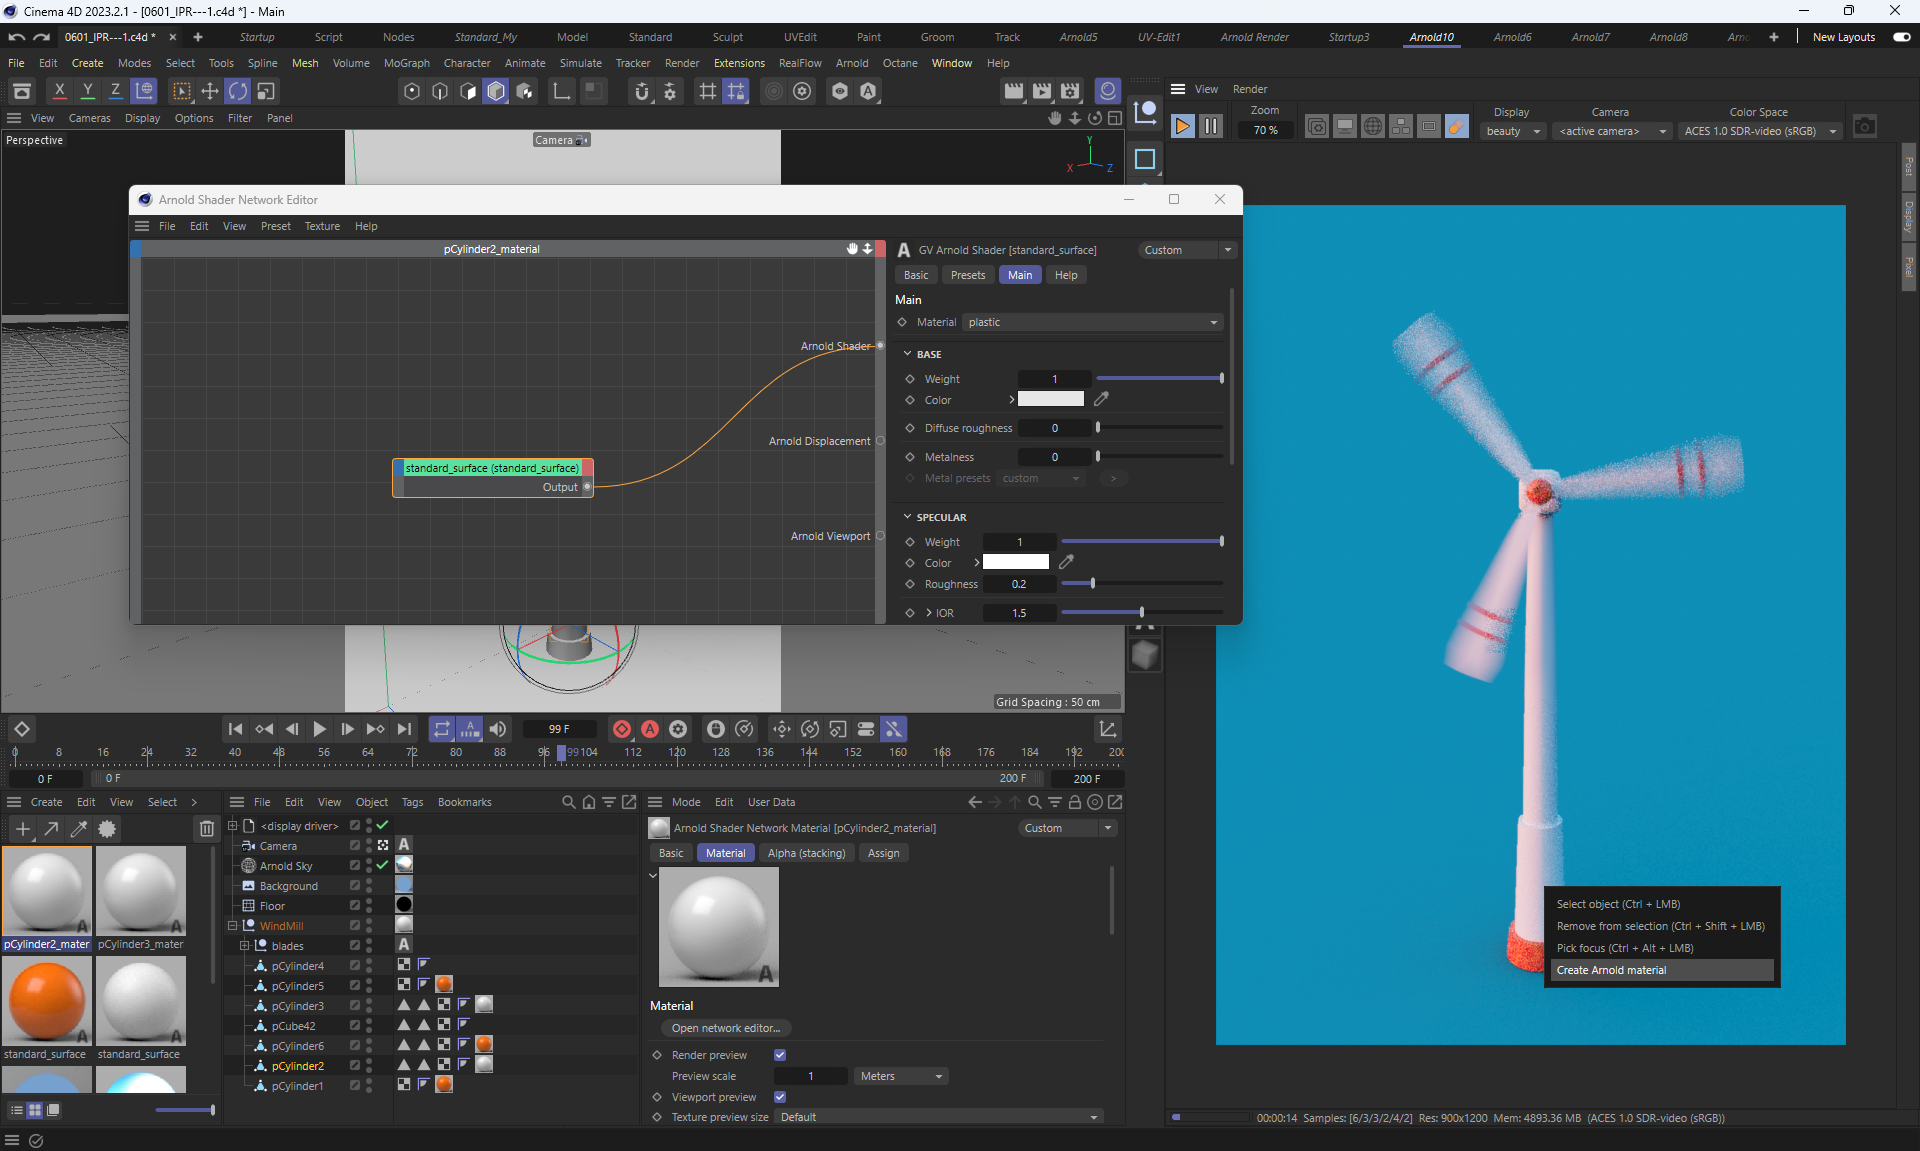 Cinema 4D 2023.2.1 - [0601_IPR---1.c4d *] - Main
0601_IPR---1.c4d * × + Startup Script Nodes Standard_My Model Standard Sculpt UVEdit Paint Groom Track Arnold5 UV-Edit1 Arnold Render Startup3 Arnold10 Arnold6 Arnold7 Arnold8 Arno + New Layouts
File Edit Create Modes Select Tools Spline Mesh Volume MoGraph Character Animate Simulate Tracker Render Extensions RealFlow Arnold Octane Window Help
X Y Z
View Render
View Cameras Display Options Filter Panel
Zoom Display Camera Color Space
70 % beauty <active camera> ACES 1.0 SDR-video (sRGB)
Perspective
Camera
Y
X Z
Post
Display
Pixel
Arnold Shader Network Editor
File Edit View Preset Texture Help
pCylinder2_material
GV Arnold Shader [standard_surface] Custom
Basic Presets Main Help
Main
Material plastic
Arnold Shader
BASE
Weight 1
Color
Diffuse roughness 0
Arnold Displacement
Metalness 0
standard_surface (standard_surface)
Metal presets custom >
Output
SPECULAR
Arnold Viewport
Weight 1
Color
Roughness 0.2
IOR 1.5
Grid Spacing : 50 cm
99 F
0 8 16 24 32 40 48 56 64 72 80 88 96 99 104 112 120 128 136 144 152 160 168 176 184 192 200
0 F 0 F 200 F 200 F
Create Edit View Select >
File Edit View Object Tags Bookmarks
Mode Edit User Data
<display driver>
Camera
Arnold Sky
Background
Floor
WindMill
blades
pCylinder4
pCylinder5
pCylinder3
pCube42
pCylinder6
pCylinder2
pCylinder1
pCylinder2_mater pCylinder3_mater
standard_surface standard_surface
Arnold Shader Network Material [pCylinder2_material] Custom
Basic Material Alpha (stacking) Assign
Material
Open network editor...
Render preview
Preview scale 1 Meters
Viewport preview
Texture preview size Default
Select object (Ctrl + LMB)
Remove from selection (Ctrl + Shift + LMB)
Pick focus (Ctrl + Alt + LMB)
Create Arnold material
00:00:14 Samples: [6/3/3/2/4/2] Res: 900x1200 Mem: 4893.36 MB (ACES 1.0 SDR-video (sRGB))